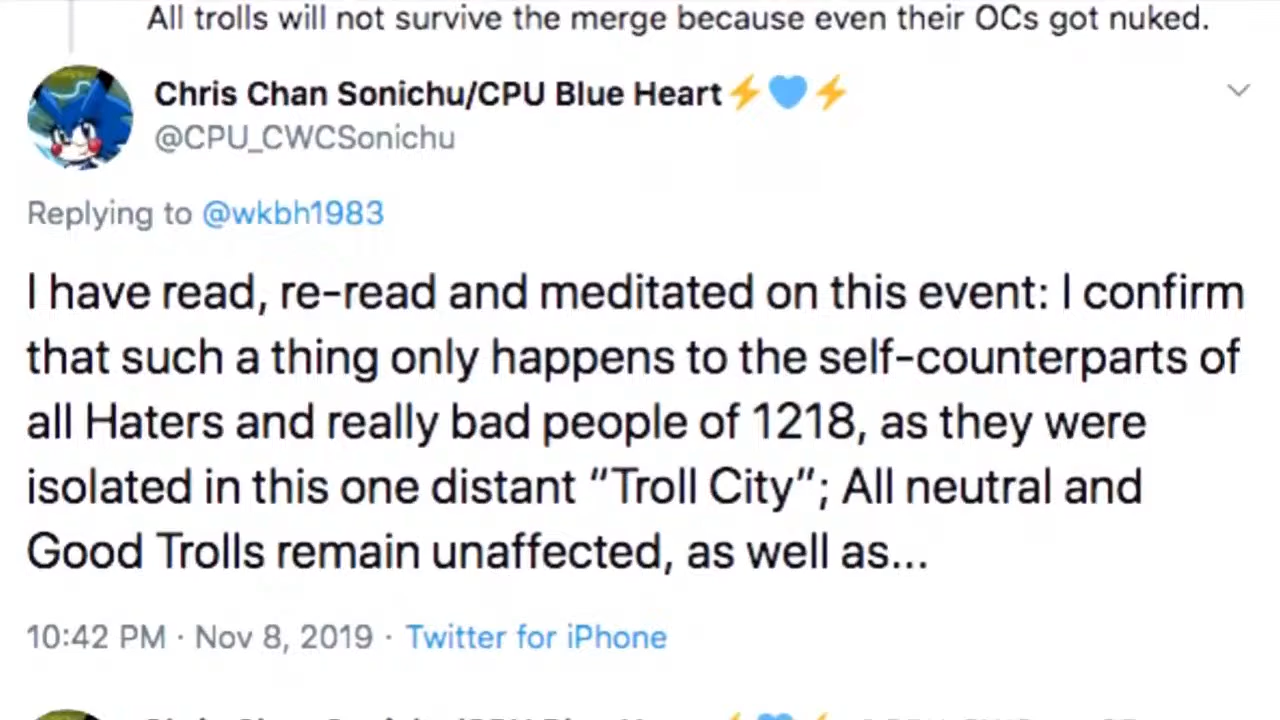 All trolls will not survive the merge because even their OCs got nuked.
Chris Chan Sonichu/CPU Blue Heart⚡💙⚡
@CPU_CWCSonichu
Replying to @wkbh1983
I have read, re-read and meditated on this event: I confirm
that such a thing only happens to the self-counterparts of
all Haters and really bad people of 1218, as they were
isolated in this one distant "Troll City"; All neutral and
Good Trolls remain unaffected, as well as...
10:42 PM · Nov 8, 2019 · Twitter for iPhone